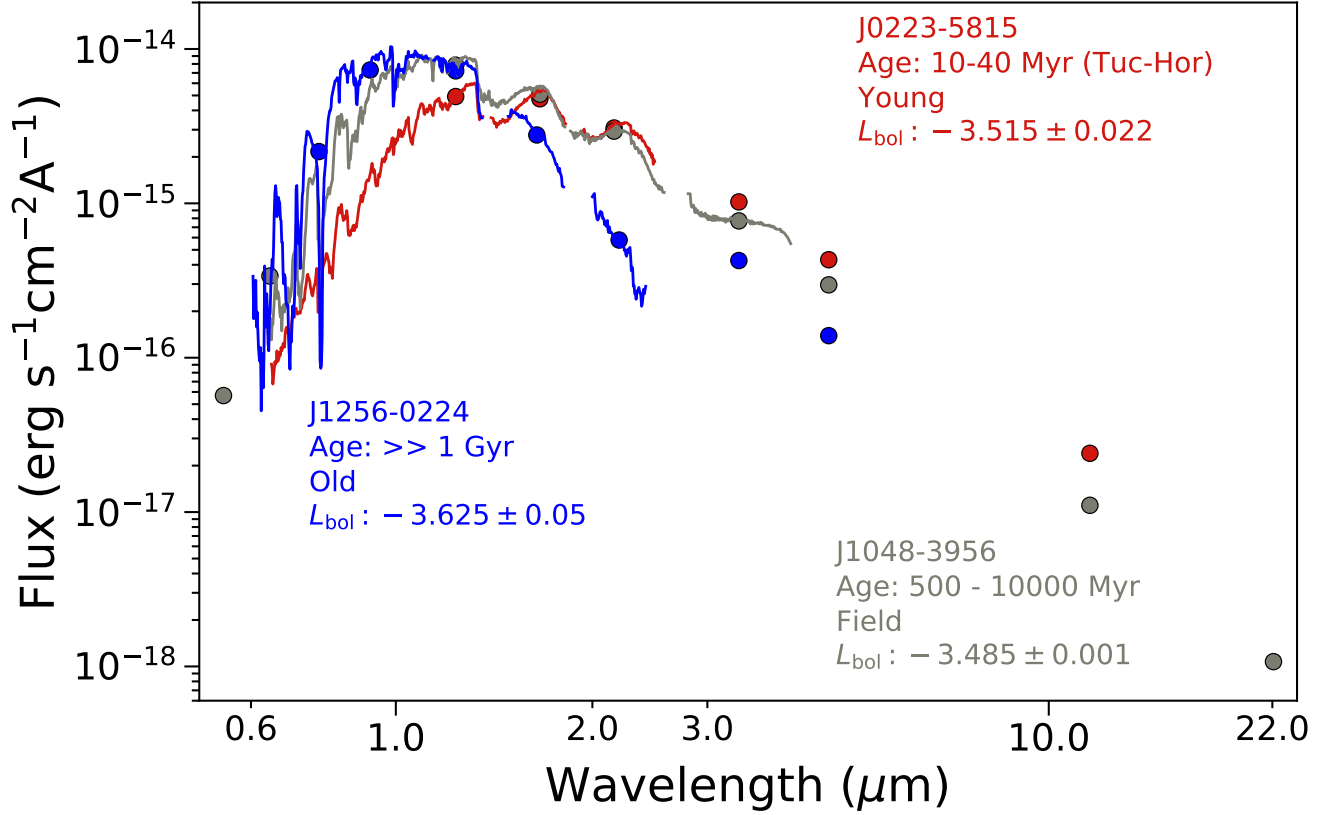 J0223-5815
Age: 10-40 Myr (Tuc-Hor)
Young
L_bol : − 3.515 ± 0.022
10^−14
10^−15
10^−16
10^−17
10^−18
Flux (erg s^−1cm^−2A^−1)
J1256-0224
Age: >> 1 Gyr
Old
L_bol : − 3.625 ± 0.05
J1048-3956
Age: 500 - 10000 Myr
Field
L_bol : − 3.485 ± 0.001
0.6 1.0 2.0 3.0 10.0 22.0
Wavelength (μm)